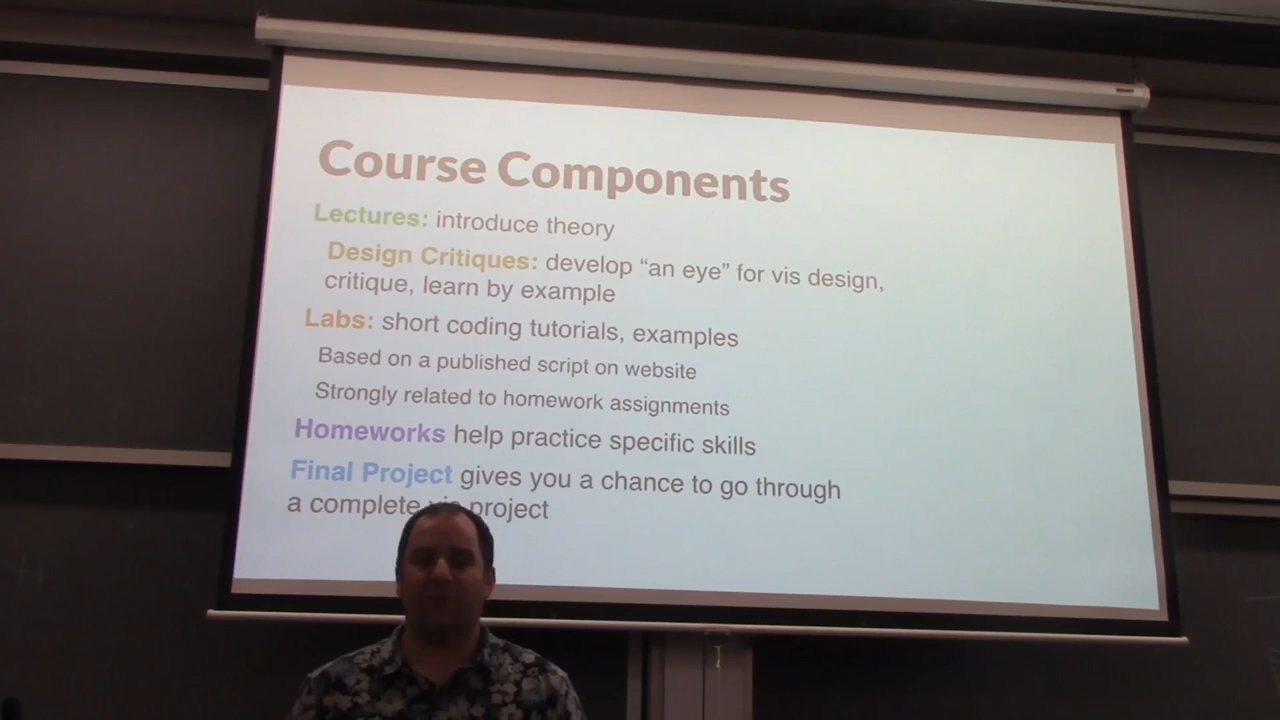 Course Components
Lectures: introduce theory
Design Critiques: develop “an eye” for vis design,
critique, learn by example
Labs: short coding tutorials, examples
Based on a published script on website
Strongly related to homework assignments
Homeworks help practice specific skills
Final Project gives you a chance to go through
a complete vis project